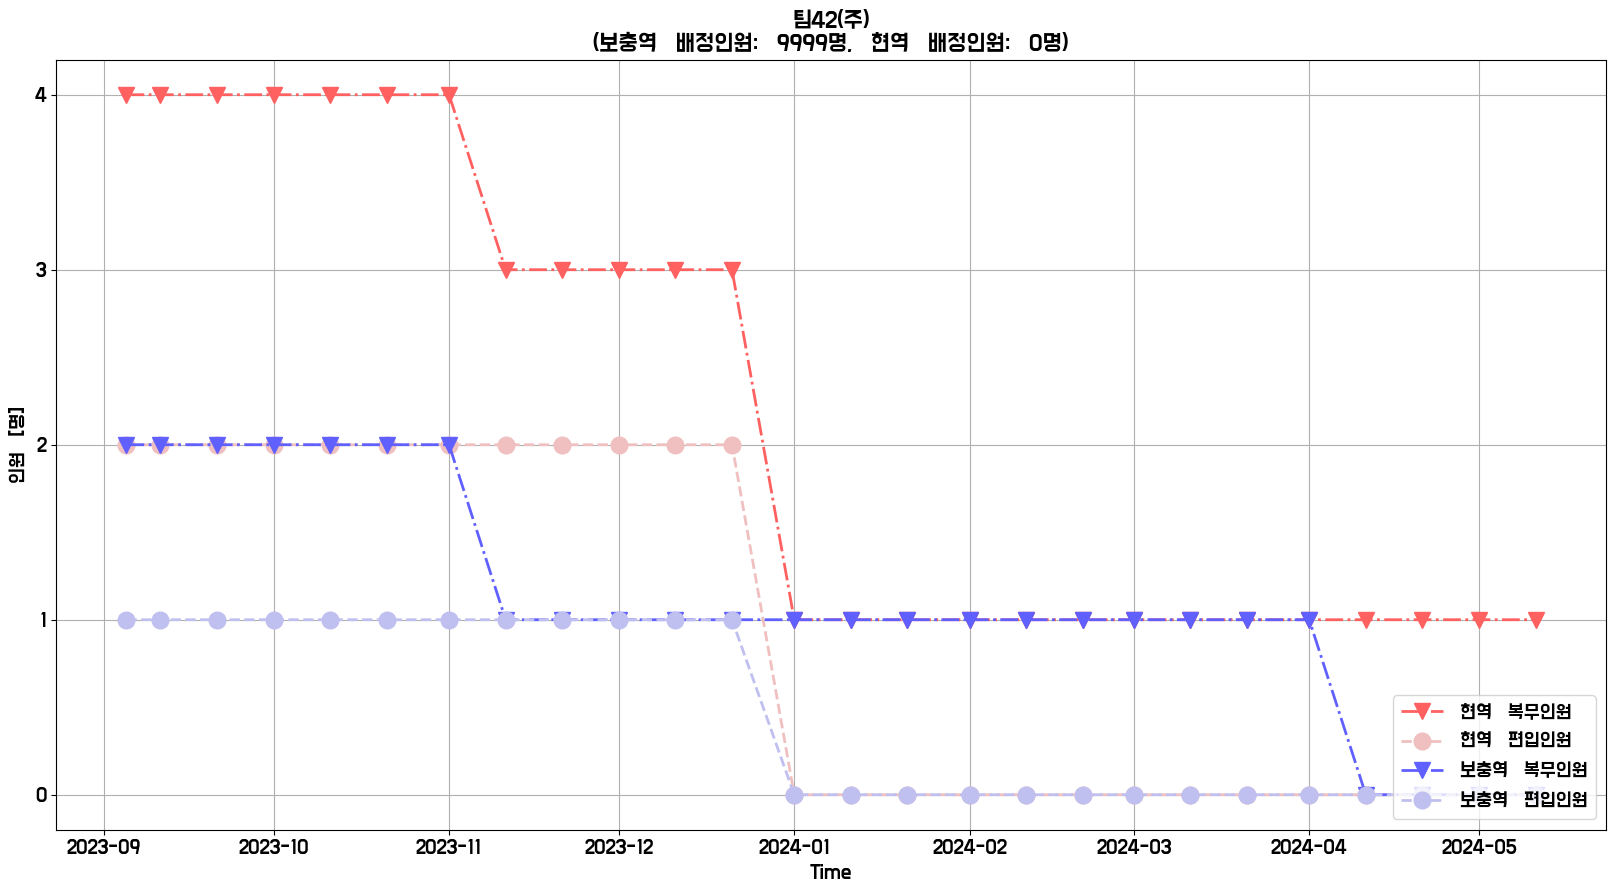 팀42(주)
(보충역 배정인원: 9999명, 현역 배정인원: 0명)
4
3
2
1
0
인원 [명]
2023-09 2023-10 2023-11 2023-12 2024-01 2024-02 2024-03 2024-04 2024-05
Time
현역 복무인원
현역 편입인원
보충역 복무인원
보충역 편입인원